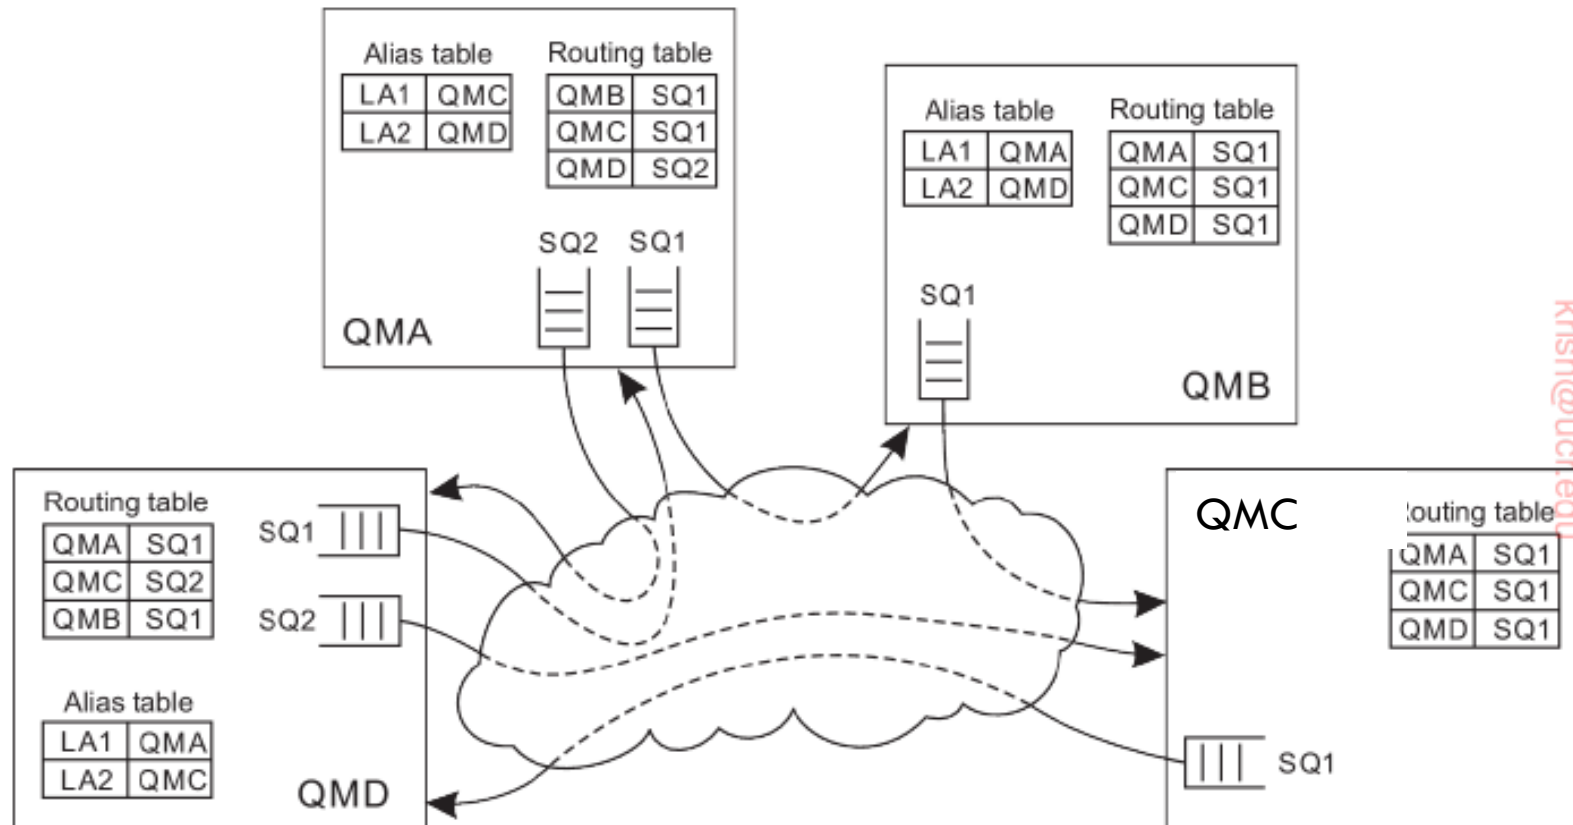 Alias table Routing table
LA1 QMC QMB SQ1
LA2 QMD QMC SQ1
QMD SQ2
SQ2 SQ1
QMA
Alias table Routing table
LA1 QMA QMA SQ1
LA2 QMD QMC SQ1
QMD SQ1
SQ1
QMB
Routing table
QMA SQ1
QMC SQ2
QMB SQ1
SQ1
SQ2
Alias table
LA1 QMA
LA2 QMC
QMD
QMC
outing table
QMA SQ1
QMC SQ1
QMD SQ1
SQ1
krish@ucr.edu